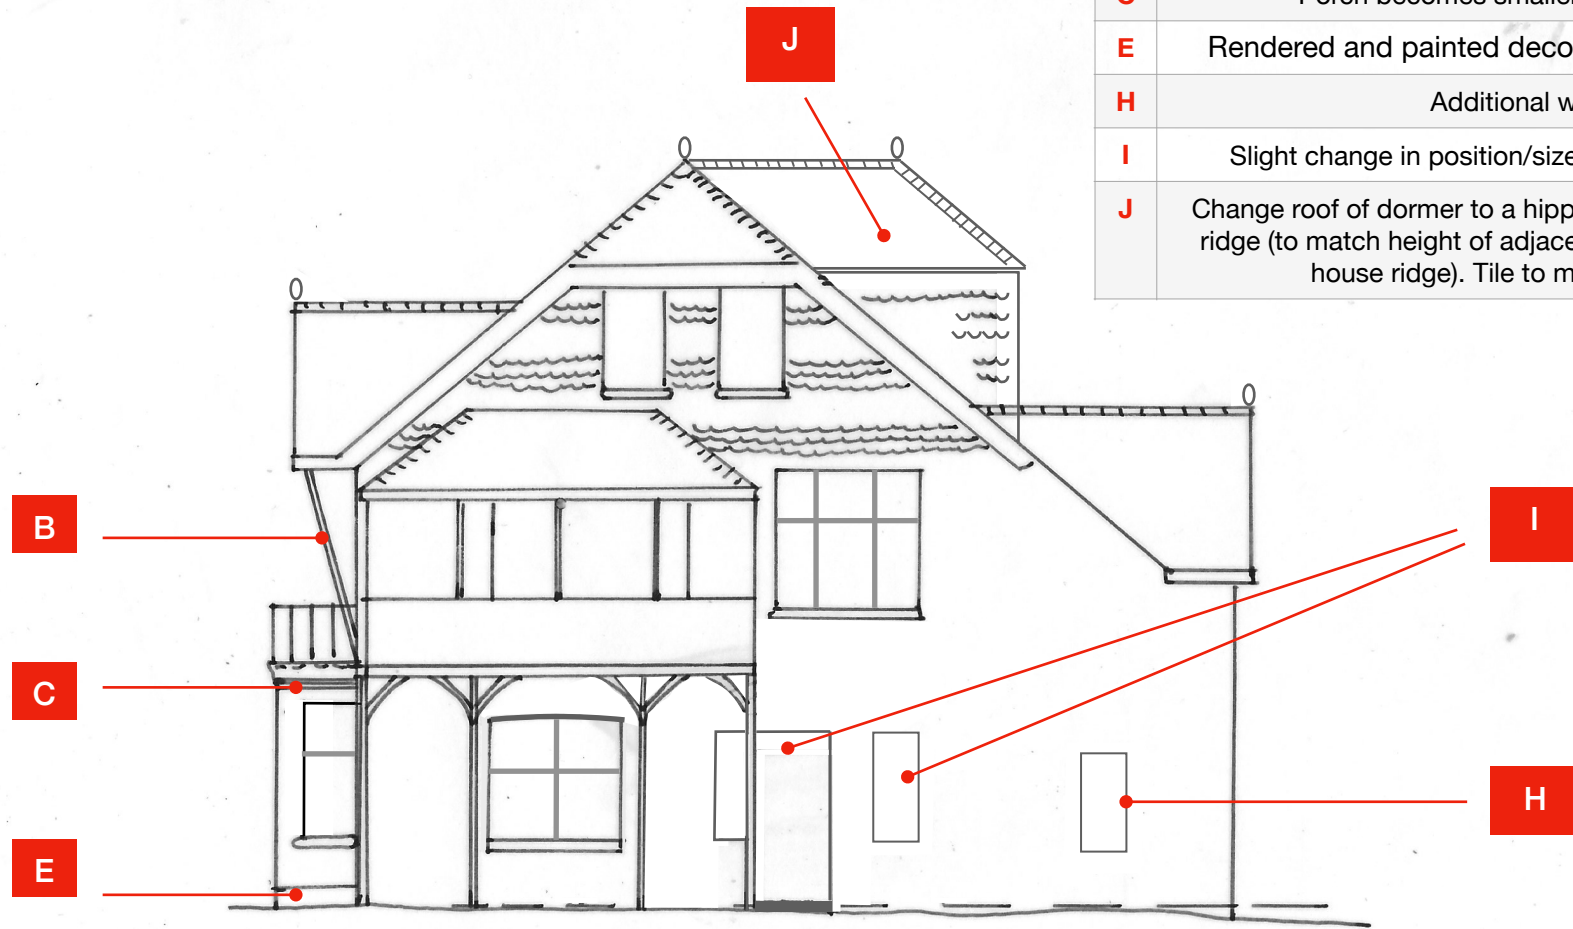 J
E Rendered and painted deco
H Additional
I Slight change in position/size
J Change roof of dormer to a hipp
ridge (to match height of adjace
house ridge). Tile to
B
I
C
H
E